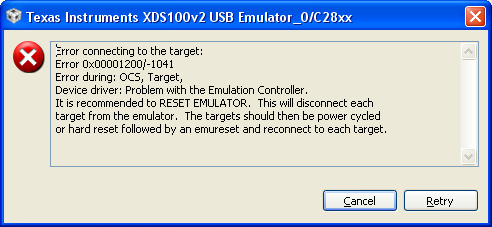 Texas Instruments XDS100v2 USB Emulator_0/C28xx
Error connecting to the target:
Error 0x00001200/-1041
Error during: OCS, Target,
Device driver: Problem with the Emulation Controller.
It is recommended to RESET EMULATOR.  This will disconnect each
target from the emulator.  The targets should then be power cycled
or hard reset followed by an emureset and reconnect to each target.
Cancel
Retry